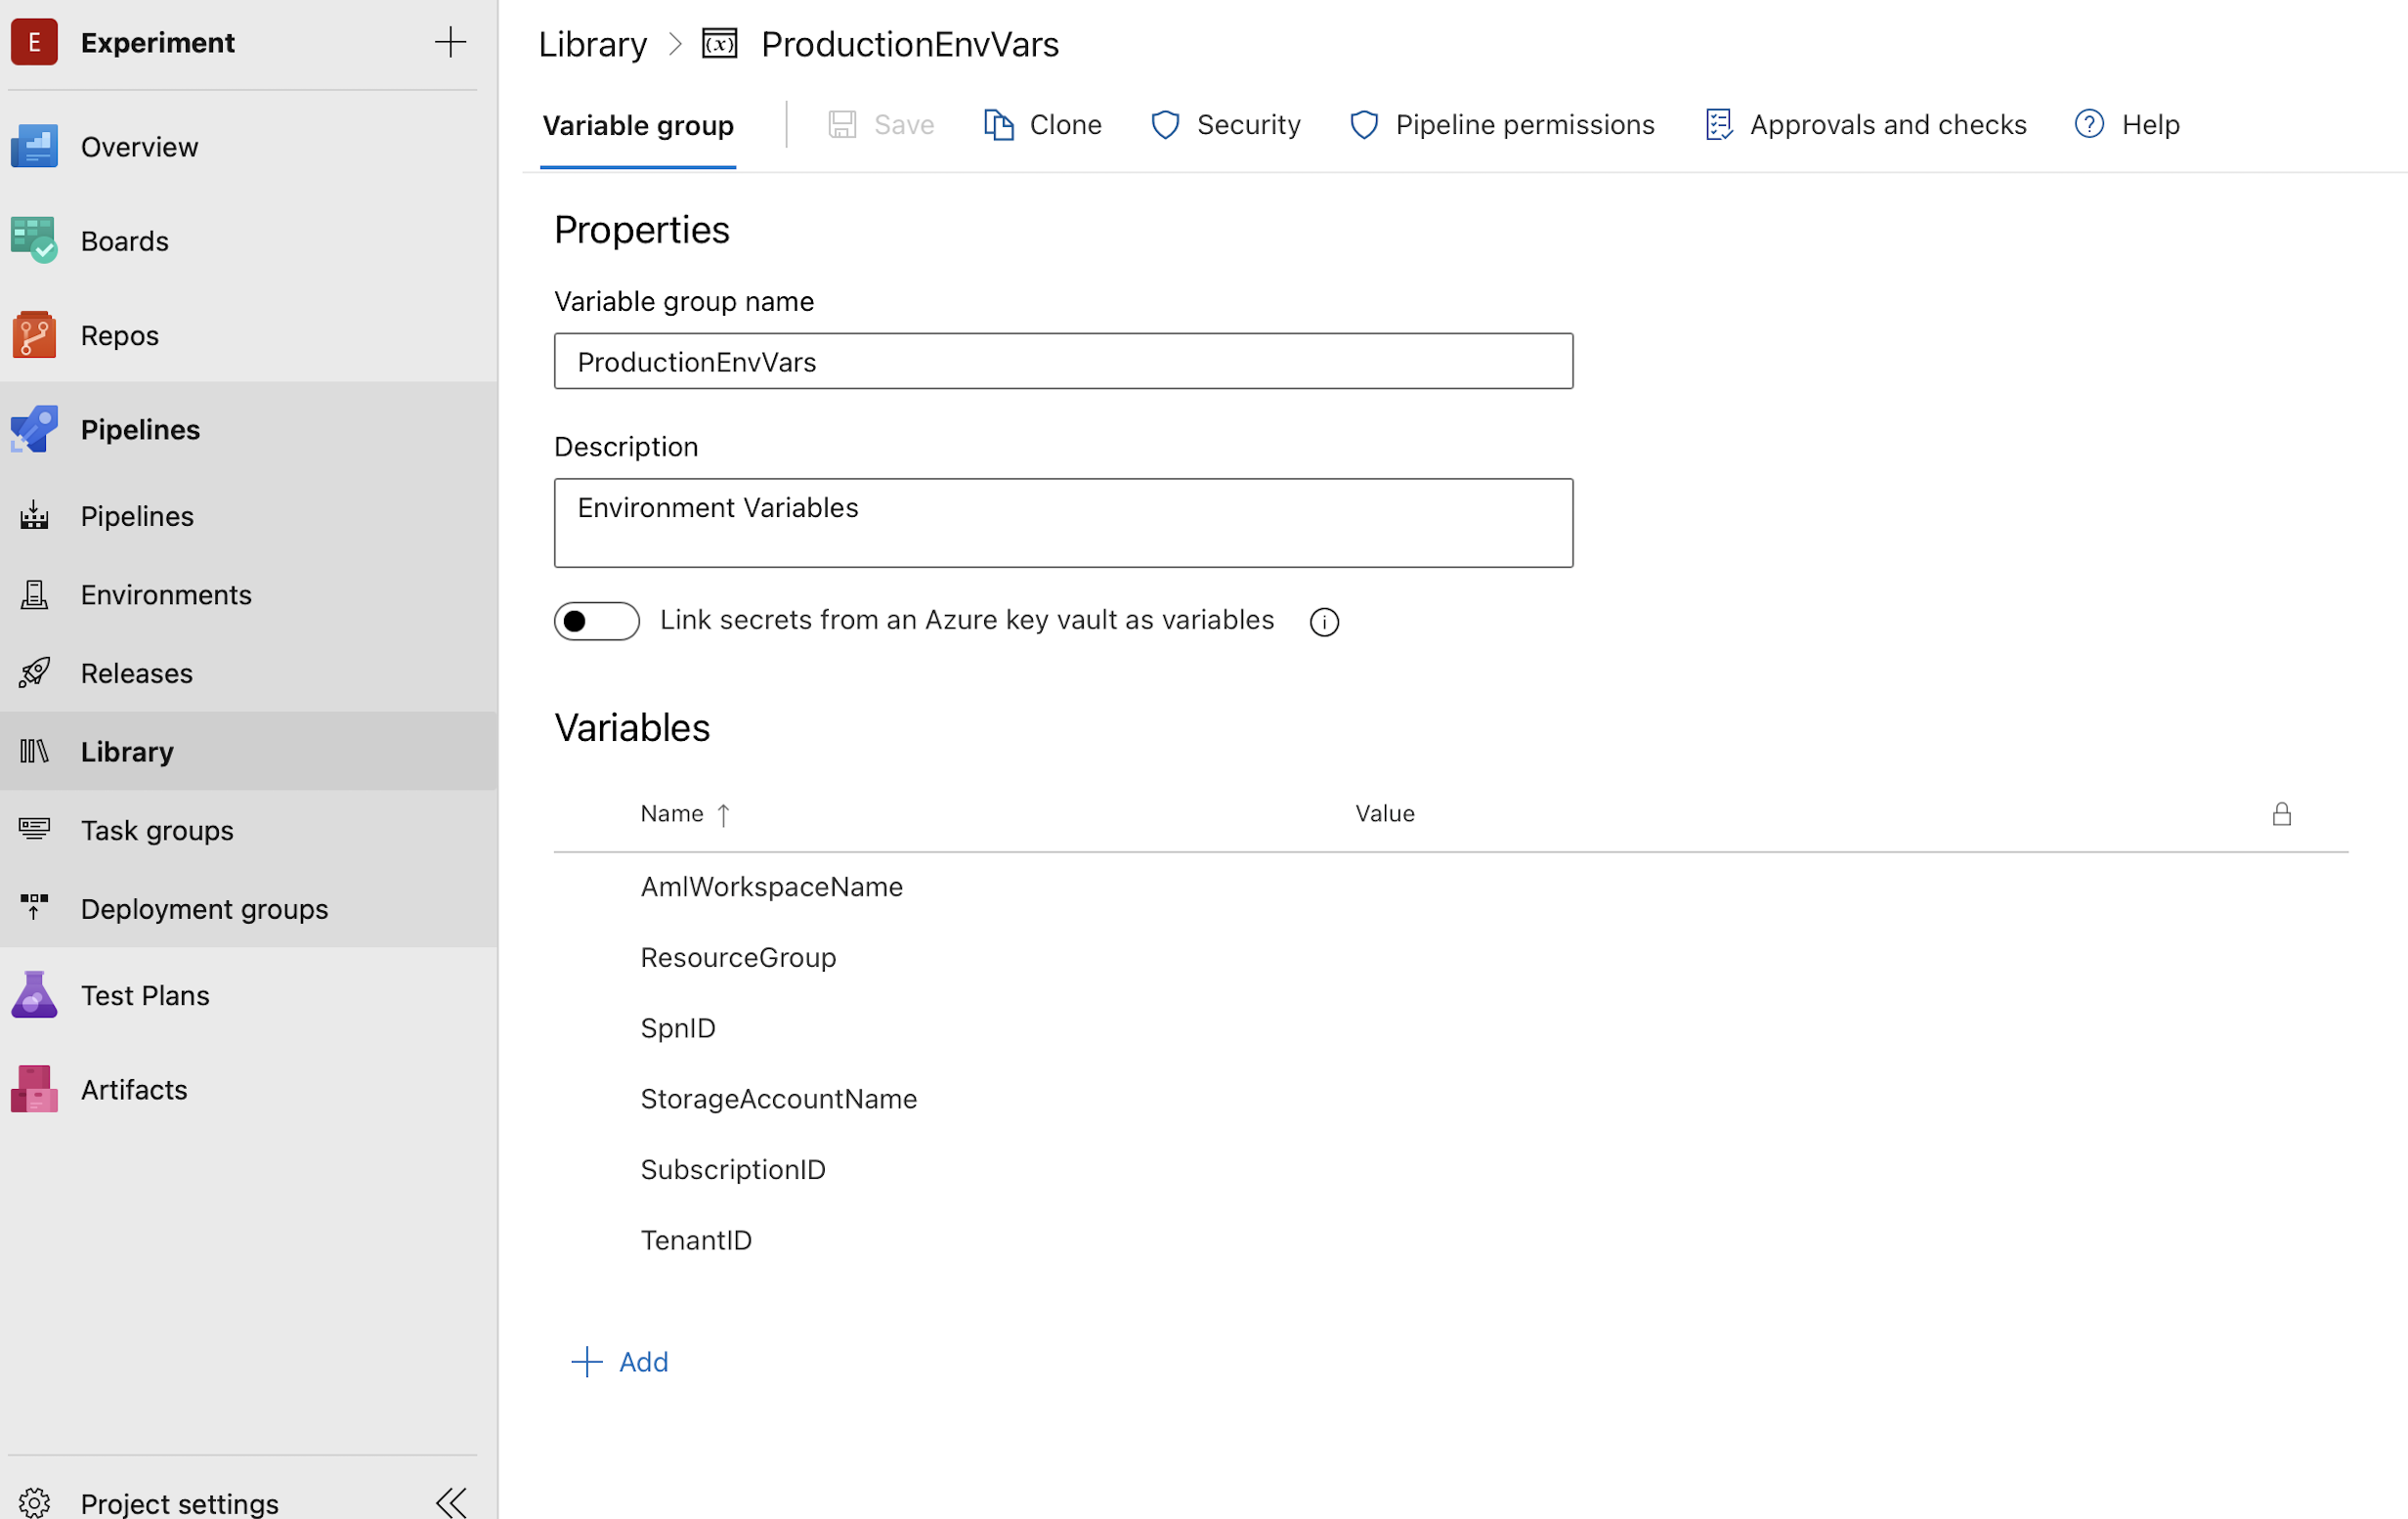 E Experiment
Overview
Boards
Repos
Pipelines
Pipelines
Environments
Releases
Library
Task groups
Deployment groups
Test Plans
Artifacts
Project settings
Library > (x) ProductionEnvVars
Variable group Save Clone Security Pipeline permissions Approvals and checks ? Help
Properties
Variable group name
ProductionEnvVars
Description
Environment Variables
Link secrets from an Azure key vault as variables i
Variables
Name ↑ Value
AmlWorkspaceName
ResourceGroup
SpnID
StorageAccountName
SubscriptionID
TenantID
+ Add